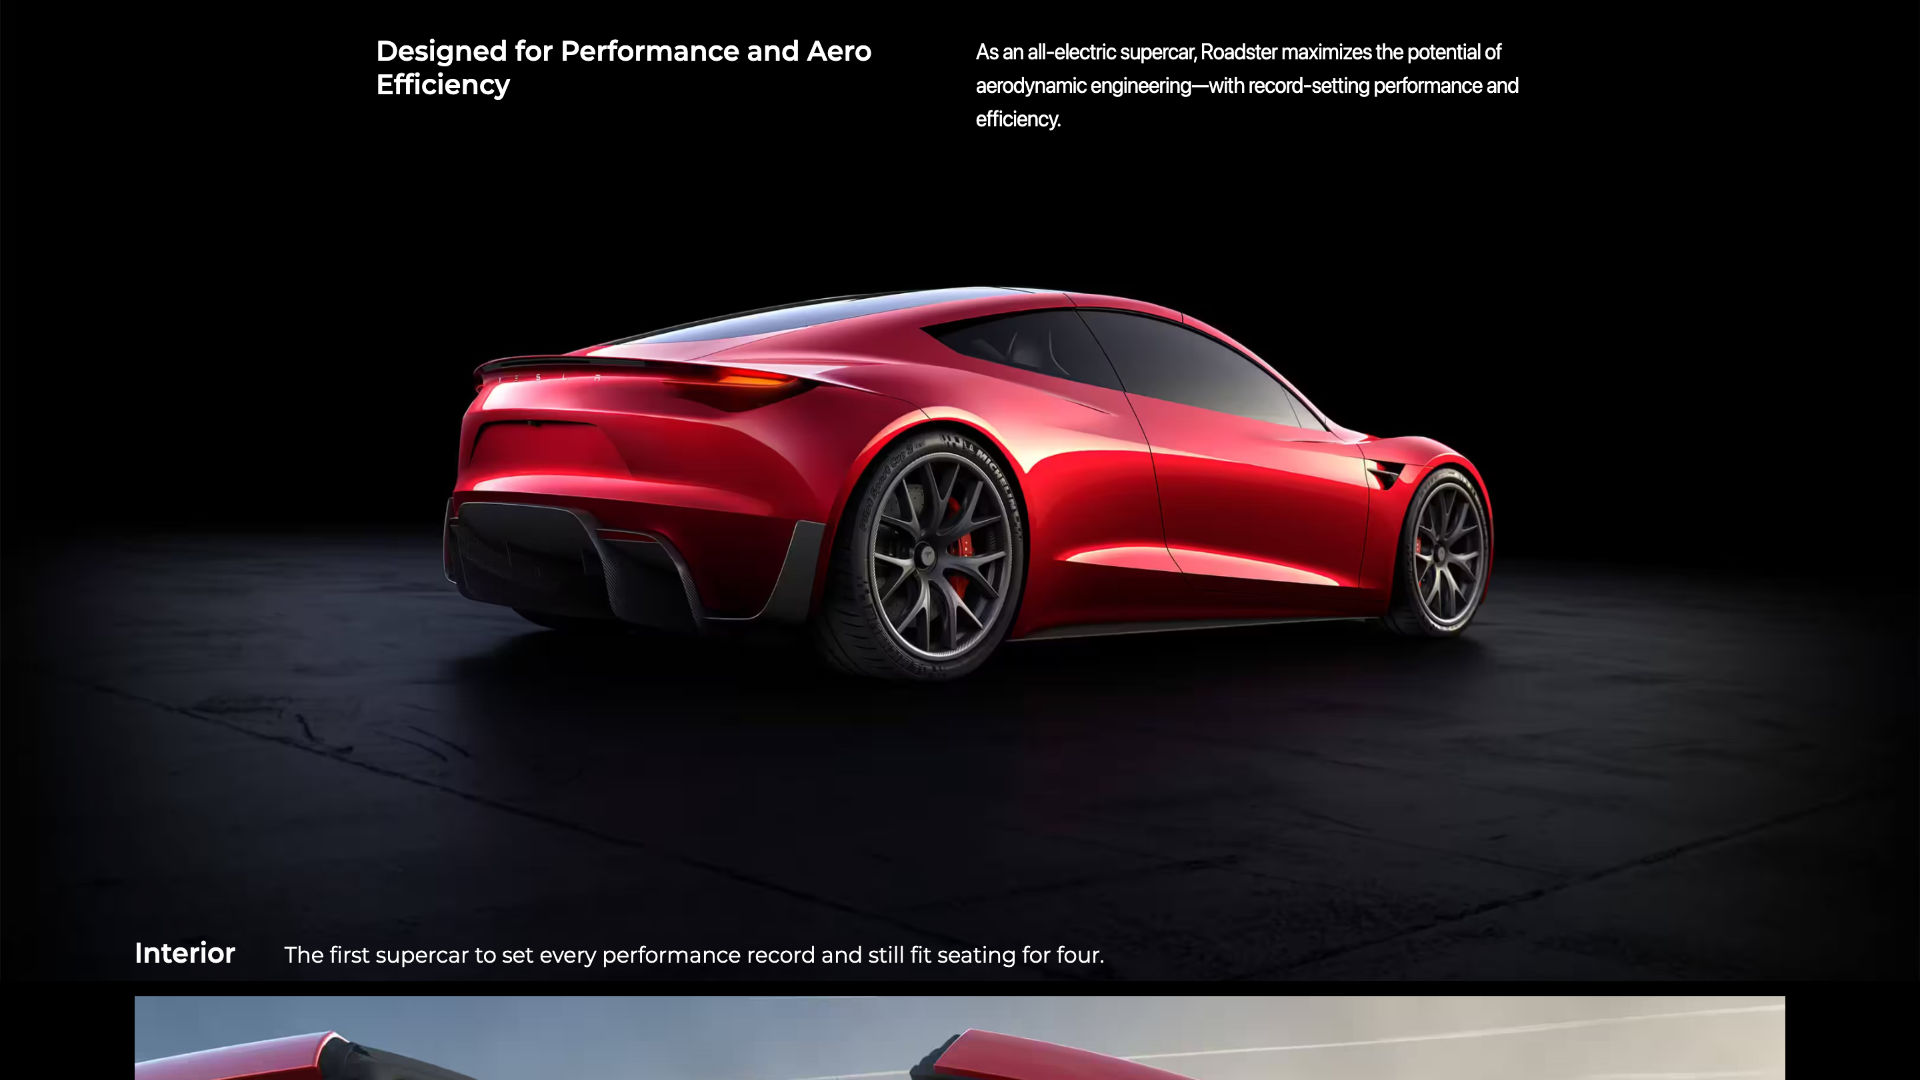 Designed for Performance and Aero
Efficiency
As an all-electric supercar, Roadster maximizes the potential of
aerodynamic engineering—with record-setting performance and
efficiency.
T E S L A
MICHELIN
Interior
The first supercar to set every performance record and still fit seating for four.